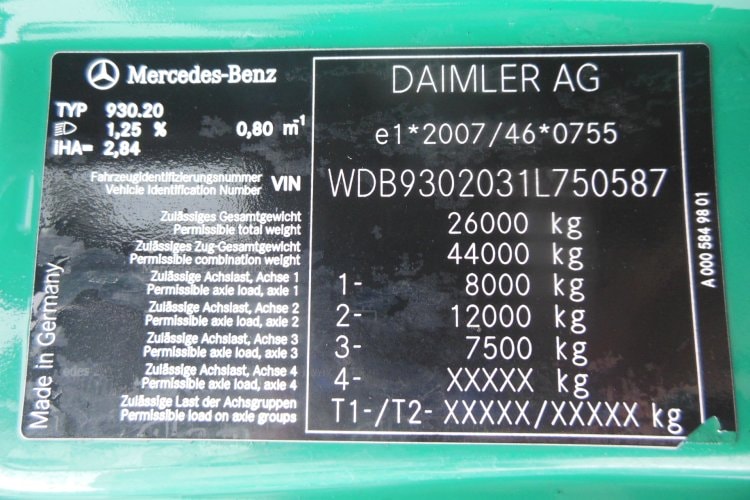 Mercedes-Benz
TYP 930.20
1,25 % 0,80 m-1
IHA= 2,84
DAIMLER AG
e1*2007/46*0755
Fahrzeugidentifizierungsnummer
Vehicle Identification Number VIN WDB9302031L750587
Zulässiges Gesamtgewicht
Permissible total weight 26000 kg
Zulässiges Zug-Gesamtgewicht
Permissible combination weight 44000 kg
Zulässige Achslast, Achse 1
Permissible axle load, axle 1 1- 8000 kg
Zulässige Achslast, Achse 2
Permissible axle load, axle 2 2- 12000 kg
Zulässige Achslast, Achse 3
Permissible axle load, axle 3 3- 7500 kg
Zulässige Achslast, Achse 4
Permissible axle load, axle 4 4- XXXXX kg
Zulässige Last der Achsgruppen
Permissible load on axle groups T1-/T2- XXXXX/XXXXX kg
Made in Germany
A 000 584 98 01